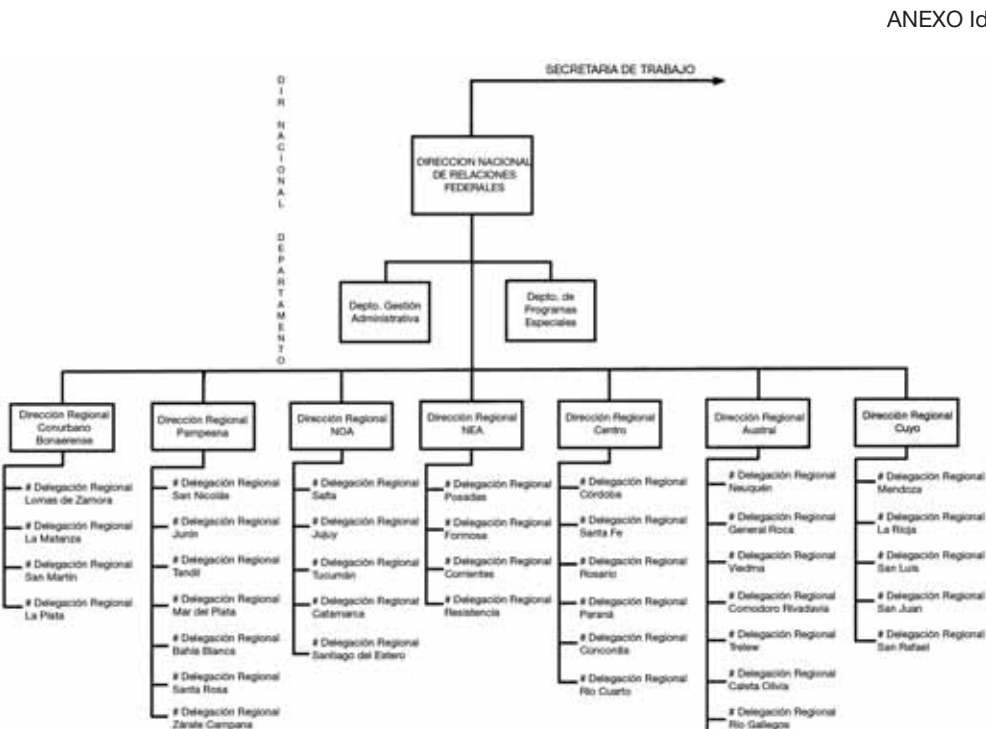 ANEXO Id
SECRETARIA DE TRABAJO
DIR NACIONAL
DEPARTAMENTO
DIRECCION NACIONAL
DE RELACIONES
FEDERALES
Depto. Gestión
Administrativa
Depto. de
Programas
Especiales
Dirección Regional
Conurbano
Bonaerense
# Delegación Regional
Lomas de Zamora
# Delegación Regional
La Matanza
# Delegación Regional
San Martín
# Delegación Regional
La Plata
Dirección Regional
Pampeana
# Delegación Regional
San Nicolás
# Delegación Regional
Junín
# Delegación Regional
Tandil
# Delegación Regional
Mar del Plata
# Delegación Regional
Bahía Blanca
# Delegación Regional
Santa Rosa
# Delegación Regional
Zárate Campana
Dirección Regional
NOA
# Delegación Regional
Salta
# Delegación Regional
Jujuy
# Delegación Regional
Tucumán
# Delegación Regional
Catamarca
# Delegación Regional
Santiago del Estero
Dirección Regional
NEA
# Delegación Regional
Posadas
# Delegación Regional
Formosa
# Delegación Regional
Corrientes
# Delegación Regional
Resistencia
Dirección Regional
Centro
# Delegación Regional
Córdoba
# Delegación Regional
Santa Fe
# Delegación Regional
Rosario
# Delegación Regional
Paraná
# Delegación Regional
Concordia
# Delegación Regional
Río Cuarto
Dirección Regional
Austral
# Delegación Regional
Neuquén
# Delegación Regional
General Roca
# Delegación Regional
Viedma
# Delegación Regional
Comodoro Rivadavia
# Delegación Regional
Trelew
# Delegación Regional
Caleta Olivia
# Delegación Regional
Río Gallegos
Dirección Regional
Cuyo
# Delegación Regional
Mendoza
# Delegación Regional
La Rioja
# Delegación Regional
San Luis
# Delegación Regional
San Juan
# Delegación Regional
San Rafael